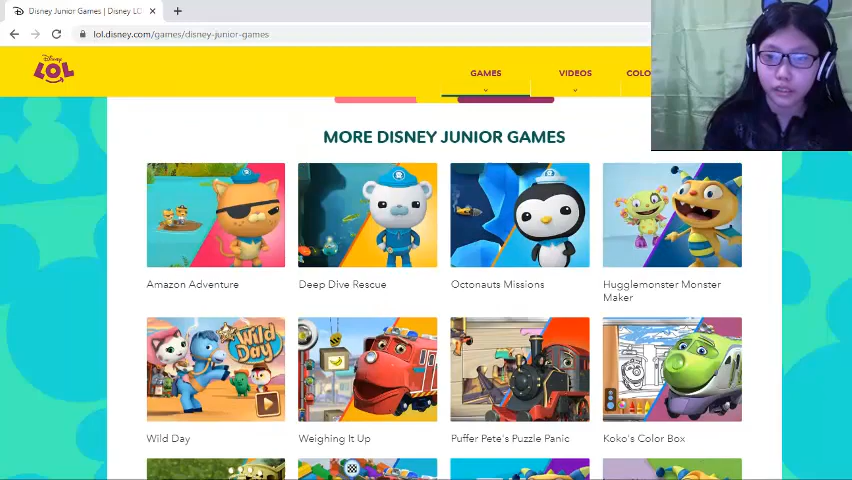 Disney Junior Games | Disney LO
lol.disney.com/games/disney-junior-games
Disney
LOL
GAMES
VIDEOS
COLO
MORE DISNEY JUNIOR GAMES
Amazon Adventure
Deep Dive Rescue
Octonauts Missions
Hugglemonster Monster
Maker
Wild
Day
Wild Day
Weighing It Up
Puffer Pete's Puzzle Panic
Koko's Color Box